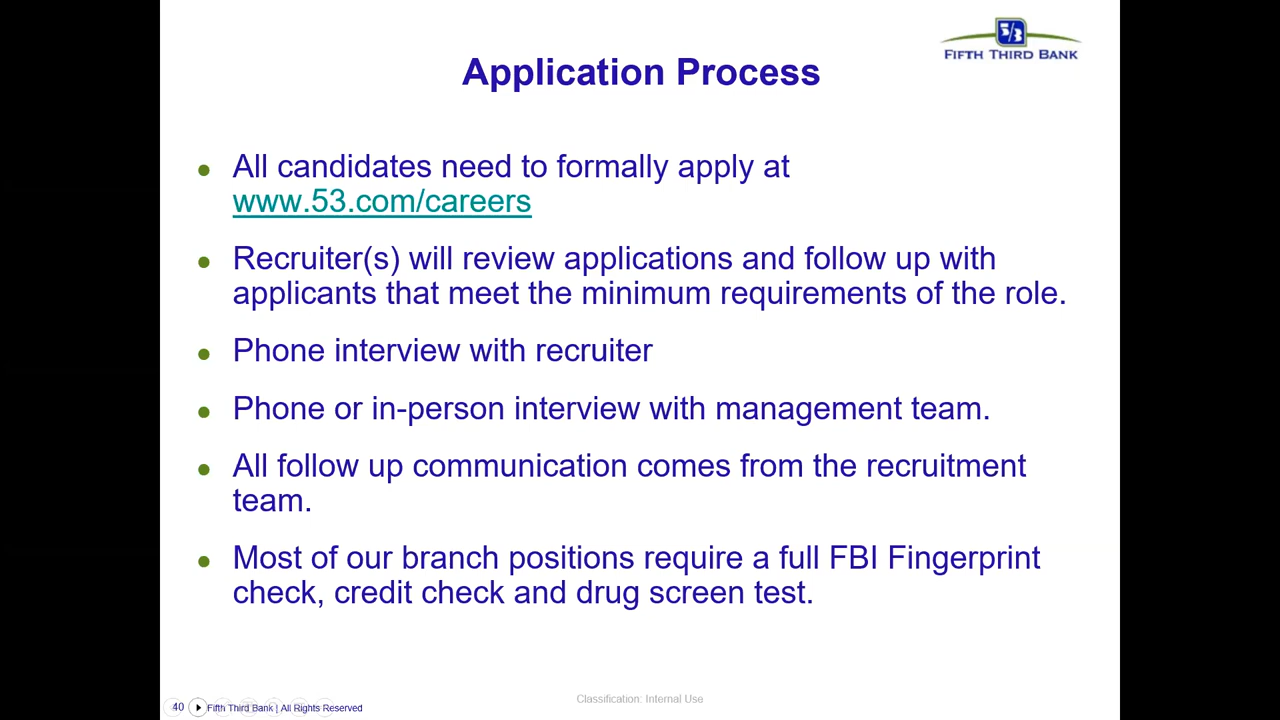 5/3
FIFTH THIRD BANK
Application Process
All candidates need to formally apply at
www.53.com/careers
Recruiter(s) will review applications and follow up with
applicants that meet the minimum requirements of the role.
Phone interview with recruiter
Phone or in-person interview with management team.
All follow up communication comes from the recruitment
team.
Most of our branch positions require a full FBI Fingerprint
check, credit check and drug screen test.
Classification: Internal Use
40 Fifth Third Bank | All Rights Reserved